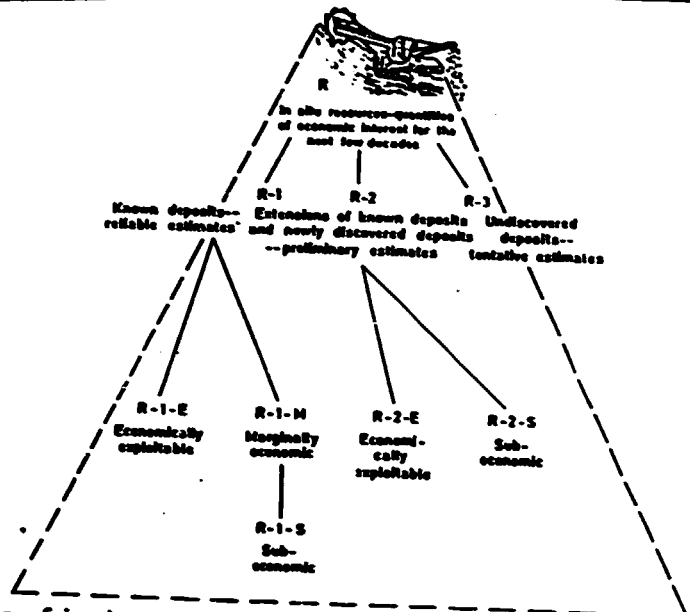 R
In situ resources--quantities
of economic interest for the
next few decades
R-1
R-2
R-3
Known deposits--
reliable estimates
Extensions of known deposits
and newly discovered deposits
--preliminary estimates
Undiscovered
deposits--
tentative estimates
R-1-E
Economically
exploitable
R-1-M
Marginally
economic
R-2-E
Economi-
cally
exploitable
R-2-S
Sub-
economic
R-1-S
Sub-
economic